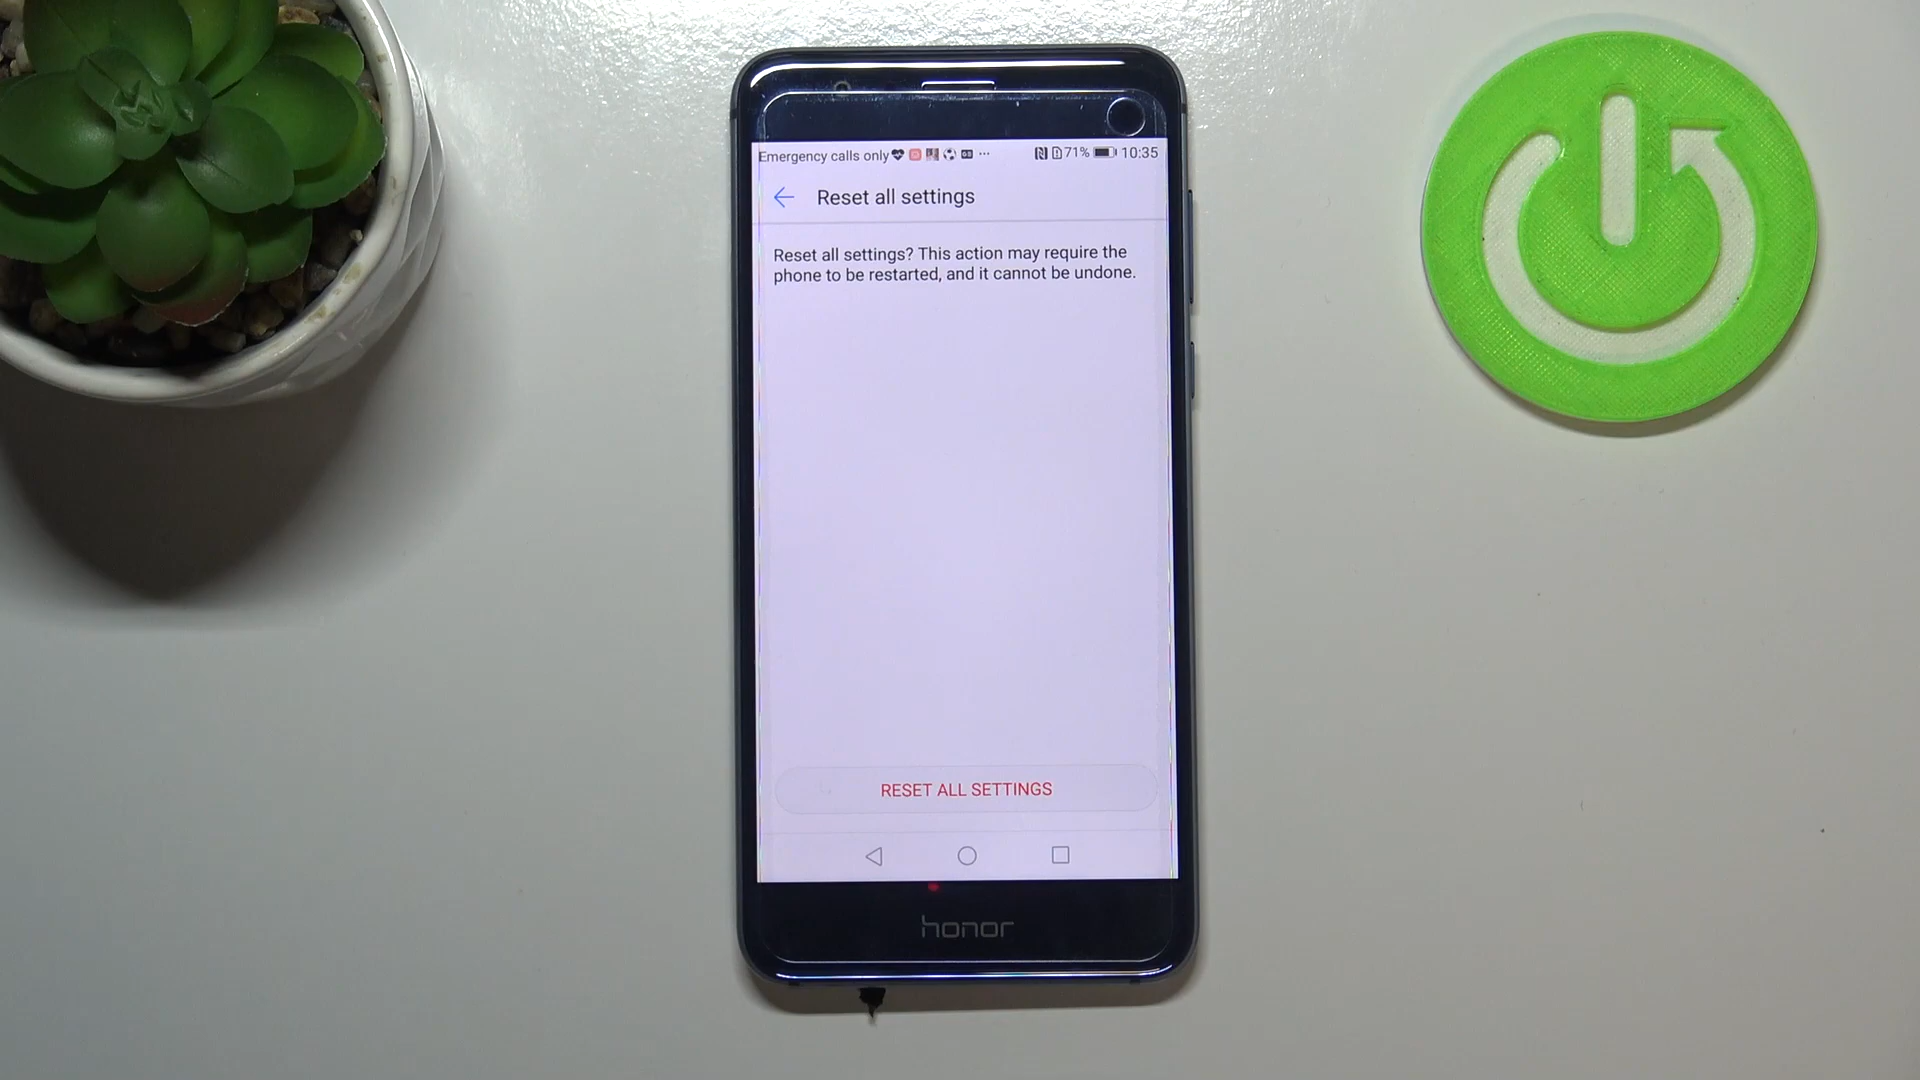 Emergency calls only 71% 10:35
Reset all settings
Reset all settings? This action may require the
phone to be restarted, and it cannot be undone.
RESET ALL SETTINGS
honor